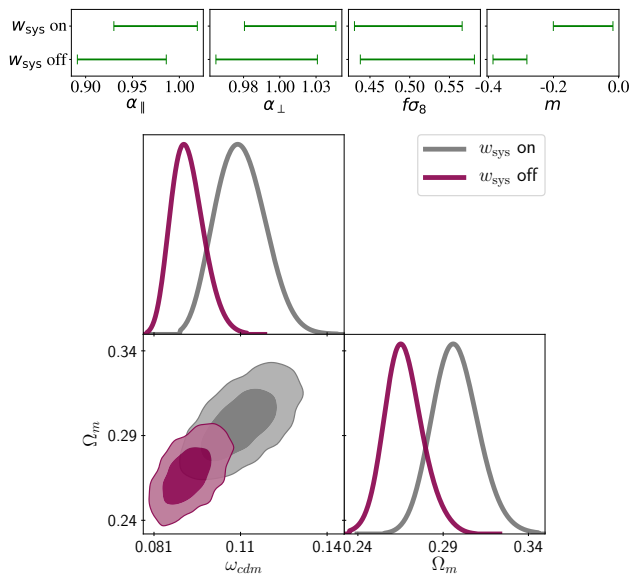 w_sys on
w_sys off
0.90 0.95 1.00
0.98 1.00 1.03
0.45 0.55
-0.4 -0.2 0.0
α_∥ α_⊥ fσ_8 m
w_sys on
w_sys off
0.34
0.29
0.24
Ω_m
0.081 0.11 0.14
0.24 0.29 0.34
ω_cdm Ω_m